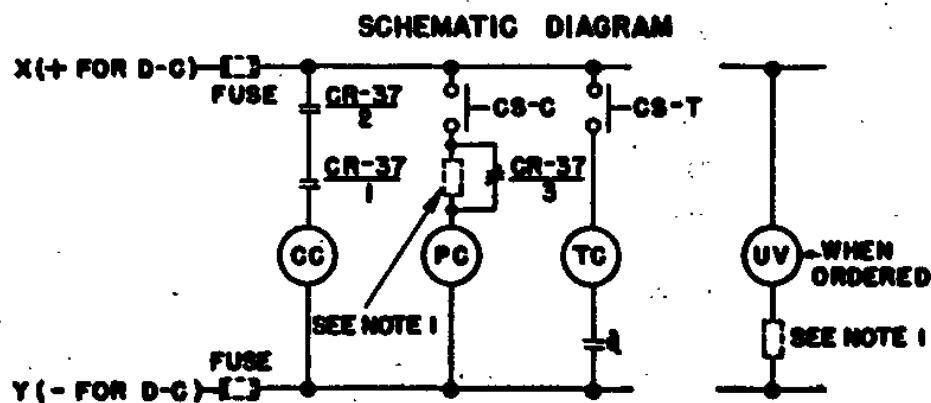 SCHEMATIC DIAGRAM
X (+ FOR D-C)
FUSE
CR-37
2
CS-C
CS-T
CR-37
1
CR-37
3
CC
PC
TC
UV
WHEN
ORDERED
SEE NOTE 1
a
SEE NOTE 1
FUSE
Y (- FOR D-C)